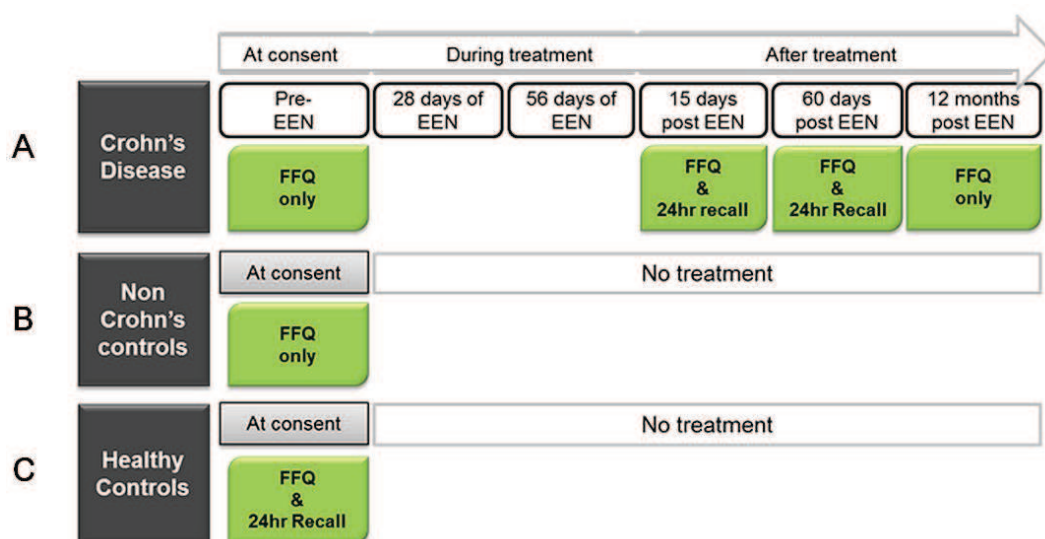 At consent
During treatment
After treatment
A
Crohn's
Disease
Pre-
EEN
28 days of
EEN
56 days of
EEN
15 days
post EEN
60 days
post EEN
12 months
post EEN
FFQ
only
FFQ
&
24hr recall
FFQ
&
24hr Recall
FFQ
only
B
Non
Crohn's
controls
At consent
No treatment
FFQ
only
C
Healthy
Controls
At consent
No treatment
FFQ
&
24hr Recall